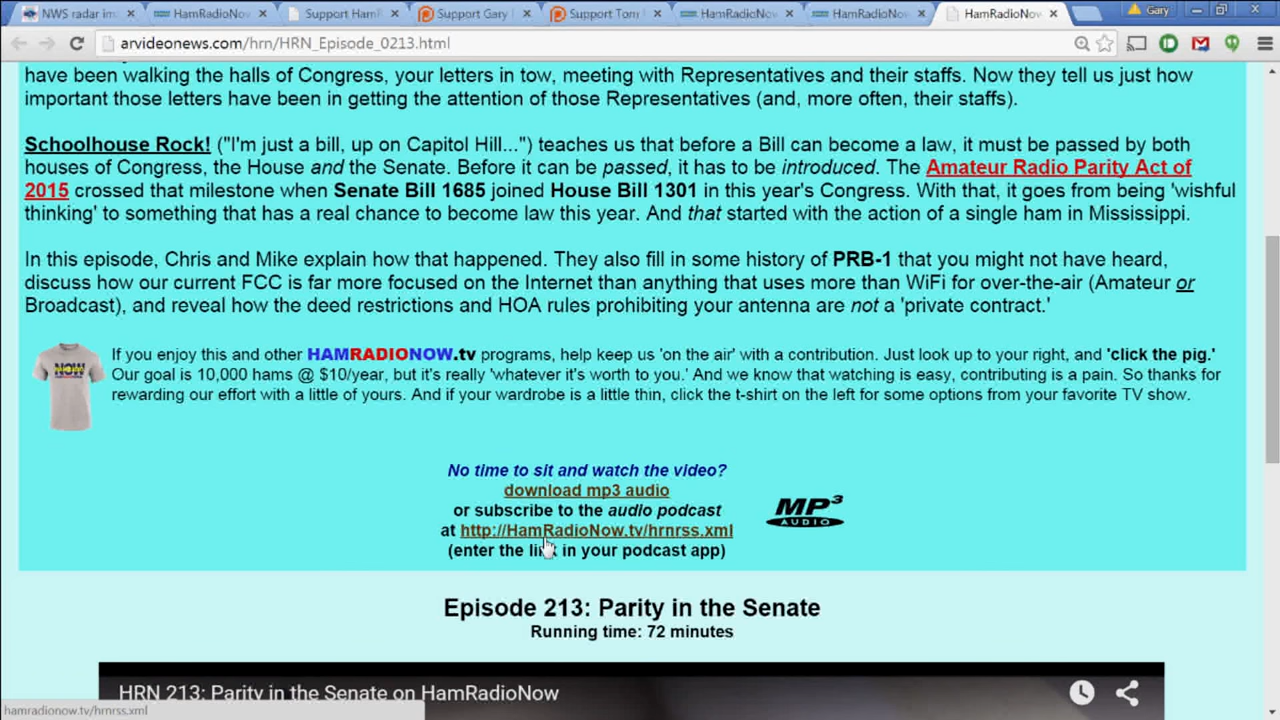 NWS radar im
HamRadioNow
Support HamF
Support Gary
Support Tom
HamRadioNow
HamRadioNow
HamRadioNow
Gary
arvideonews.com/hrn/HRN_Episode_0213.html
have been walking the halls of Congress, your letters in tow, meeting with Representatives and their staffs. Now they tell us just how
important those letters have been in getting the attention of those Representatives (and, more often, their staffs).
Schoolhouse Rock! ("I'm just a bill, up on Capitol Hill...") teaches us that before a Bill can become a law, it must be passed by both
houses of Congress, the House and the Senate. Before it can be passed, it has to be introduced. The Amateur Radio Parity Act of
2015 crossed that milestone when Senate Bill 1685 joined House Bill 1301 in this year's Congress. With that, it goes from being 'wishful
thinking' to something that has a real chance to become law this year. And that started with the action of a single ham in Mississippi.
In this episode, Chris and Mike explain how that happened. They also fill in some history of PRB-1 that you might not have heard,
discuss how our current FCC is far more focused on the Internet than anything that uses more than WiFi for over-the-air (Amateur or
Broadcast), and reveal how the deed restrictions and HOA rules prohibiting your antenna are not a 'private contract.'
NOW
If you enjoy this and other HAMRADIONOW.tv programs, help keep us 'on the air' with a contribution. Just look up to your right, and 'click the pig.'
Our goal is 10,000 hams @ $10/year, but it's really 'whatever it's worth to you.' And we know that watching is easy, contributing is a pain. So thanks for
rewarding our effort with a little of yours. And if your wardrobe is a little thin, click the t-shirt on the left for some options from your favorite TV show.
No time to sit and watch the video?
download mp3 audio
or subscribe to the audio podcast
at http://HamRadioNow.tv/hrnrss.xml
(enter the link in your podcast app)
MP3
AUDIO
Episode 213: Parity in the Senate
Running time: 72 minutes
HRN 213: Parity in the Senate on HamRadioNow
hamradionow.tv/hrnrss.xml